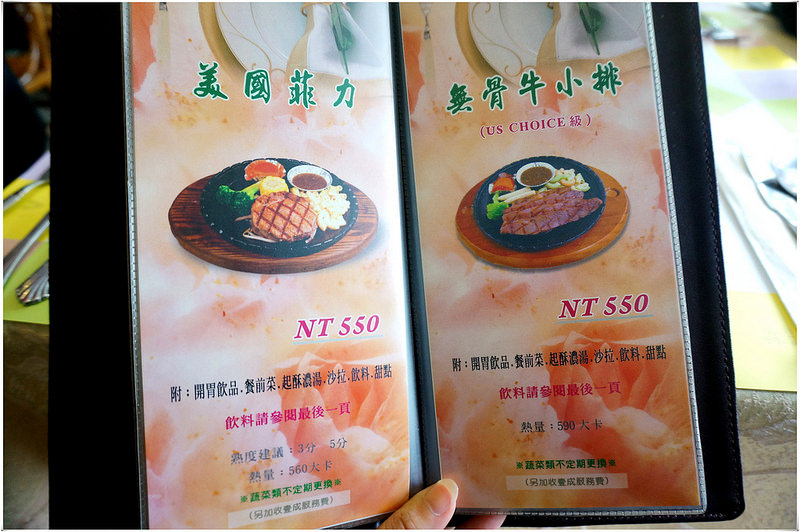 美國菲力
NT 550
附：開胃飲品.餐前菜.起酥濃湯.沙拉.飲料.甜點
飲料請參閱最後一頁
熟度建議：3分 5分
熱量：560大卡
※蔬菜類不定期更換※
(另加收壹成服務費)
無骨牛小排
(US CHOICE 級)
NT 550
附：開胃飲品.餐前菜.起酥濃湯.沙拉.飲料.甜點
飲料請參閱最後一頁
熱量：590大卡
※蔬菜類不定期更換※
(另加收壹成服務費)